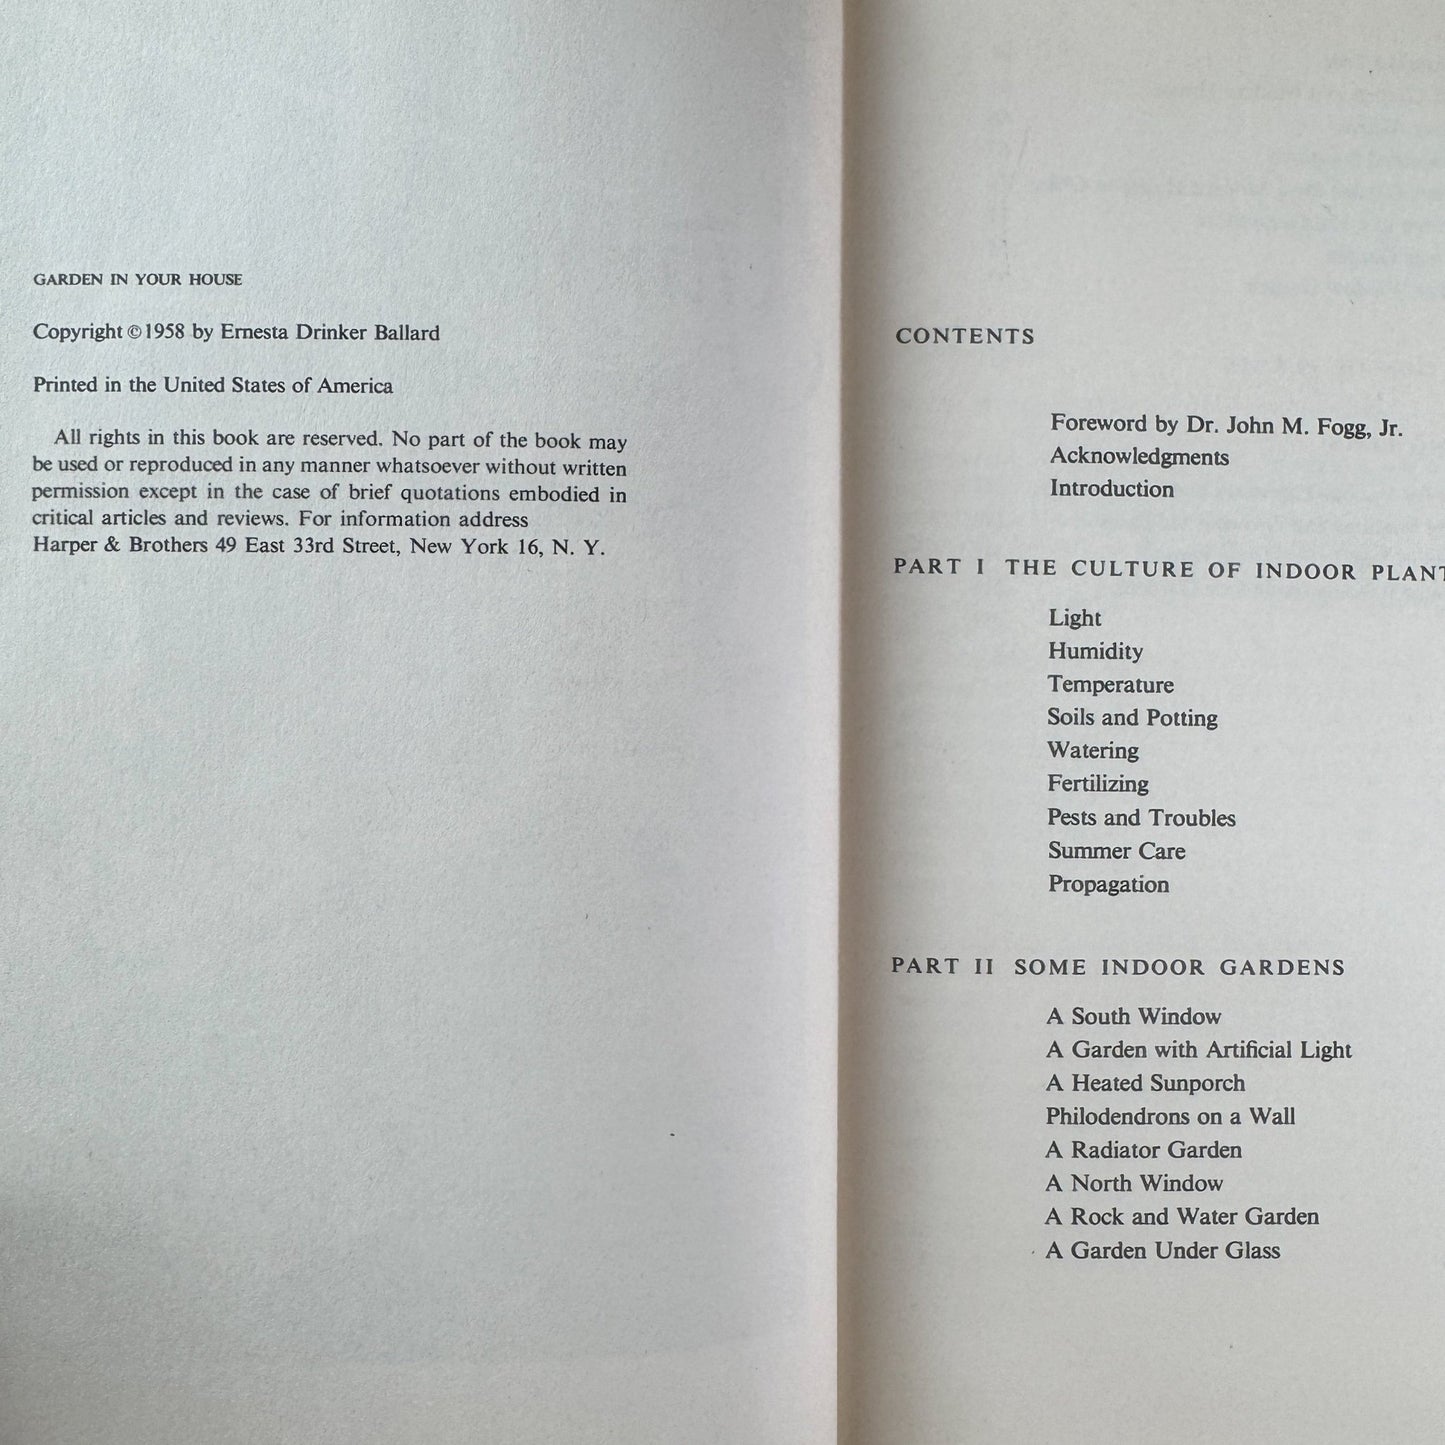 GARDEN IN YOUR HOUSE
Copyright © 1958 by Ernesta Drinker Ballard
Printed in the United States of America
All rights in this book are reserved. No part of the book may
be used or reproduced in any manner whatsoever without written
permission except in the case of brief quotations embodied in
critical articles and reviews. For information address
Harper & Brothers 49 East 33rd Street, New York 16, N. Y.
CONTENTS
Foreword by Dr. John M. Fogg, Jr.
Acknowledgments
Introduction
PART I THE CULTURE OF INDOOR PLANT
Light
Humidity
Temperature
Soils and Potting
Watering
Fertilizing
Pests and Troubles
Summer Care
Propagation
PART II SOME INDOOR GARDENS
A South Window
A Garden with Artificial Light
A Heated Sunporch
Philodendrons on a Wall
A Radiator Garden
A North Window
A Rock and Water Garden
A Garden Under Glass